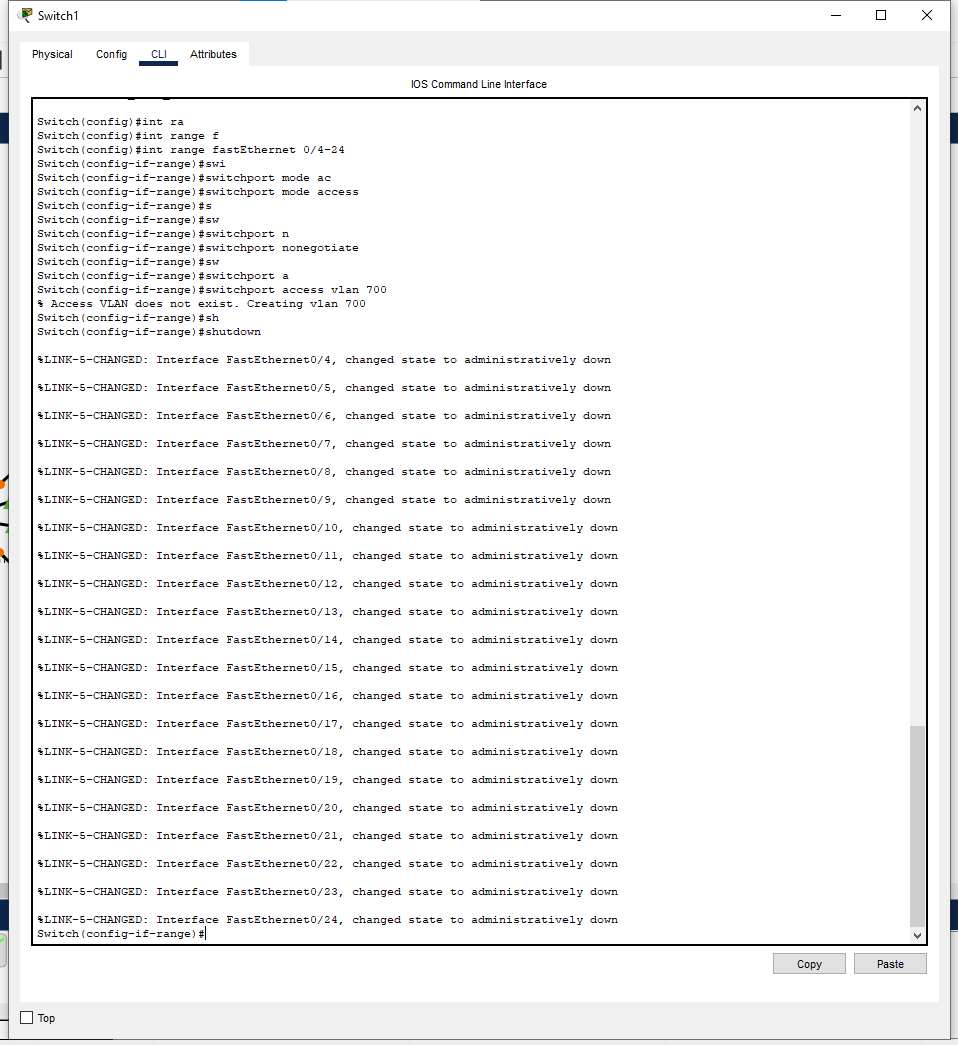 Switch1
Physical Config CLI Attributes
IOS Command Line Interface
Switch(config)#int ra
Switch(config)#int range f
Switch(config)#int range fastEthernet 0/4-24
Switch(config-if-range)#swi
Switch(config-if-range)#switchport mode ac
Switch(config-if-range)#switchport mode access
Switch(config-if-range)#s
Switch(config-if-range)#sw
Switch(config-if-range)#switchport n
Switch(config-if-range)#switchport nonegotiate
Switch(config-if-range)#sw
Switch(config-if-range)#switchport a
Switch(config-if-range)#switchport access vlan 700
% Access VLAN does not exist. Creating vlan 700
Switch(config-if-range)#sh
Switch(config-if-range)#shutdown
%LINK-5-CHANGED: Interface FastEthernet0/4, changed state to administratively down
%LINK-5-CHANGED: Interface FastEthernet0/5, changed state to administratively down
%LINK-5-CHANGED: Interface FastEthernet0/6, changed state to administratively down
%LINK-5-CHANGED: Interface FastEthernet0/7, changed state to administratively down
%LINK-5-CHANGED: Interface FastEthernet0/8, changed state to administratively down
%LINK-5-CHANGED: Interface FastEthernet0/9, changed state to administratively down
%LINK-5-CHANGED: Interface FastEthernet0/10, changed state to administratively down
%LINK-5-CHANGED: Interface FastEthernet0/11, changed state to administratively down
%LINK-5-CHANGED: Interface FastEthernet0/12, changed state to administratively down
%LINK-5-CHANGED: Interface FastEthernet0/13, changed state to administratively down
%LINK-5-CHANGED: Interface FastEthernet0/14, changed state to administratively down
%LINK-5-CHANGED: Interface FastEthernet0/15, changed state to administratively down
%LINK-5-CHANGED: Interface FastEthernet0/16, changed state to administratively down
%LINK-5-CHANGED: Interface FastEthernet0/17, changed state to administratively down
%LINK-5-CHANGED: Interface FastEthernet0/18, changed state to administratively down
%LINK-5-CHANGED: Interface FastEthernet0/19, changed state to administratively down
%LINK-5-CHANGED: Interface FastEthernet0/20, changed state to administratively down
%LINK-5-CHANGED: Interface FastEthernet0/21, changed state to administratively down
%LINK-5-CHANGED: Interface FastEthernet0/22, changed state to administratively down
%LINK-5-CHANGED: Interface FastEthernet0/23, changed state to administratively down
%LINK-5-CHANGED: Interface FastEthernet0/24, changed state to administratively down
Switch(config-if-range)#
Copy Paste
Top